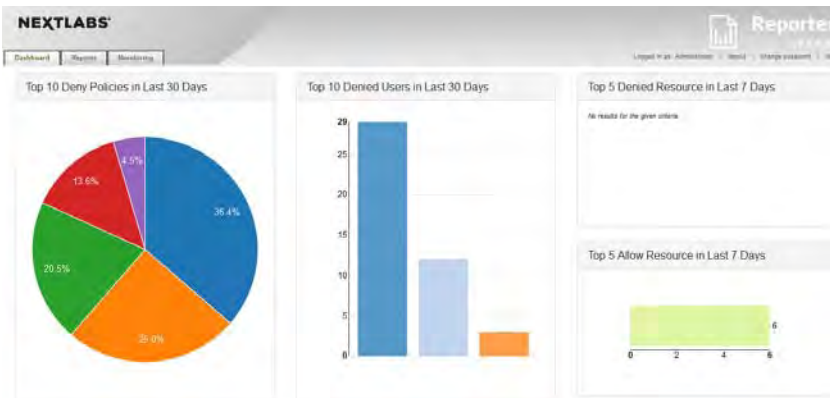 NEXTLABS'
Reporter
Dashboard Reports Monitoring
Logged in as: Administrator | About | Change password |
Top 10 Deny Policies in Last 30 Days
36.4%
25.0%
20.5%
13.6%
4.5%
Top 10 Denied Users in Last 30 Days
29
25
20
15
10
5
0
Top 5 Denied Resource in Last 7 Days
No results for the given criteria
Top 5 Allow Resource in Last 7 Days
6
0 2 4 6